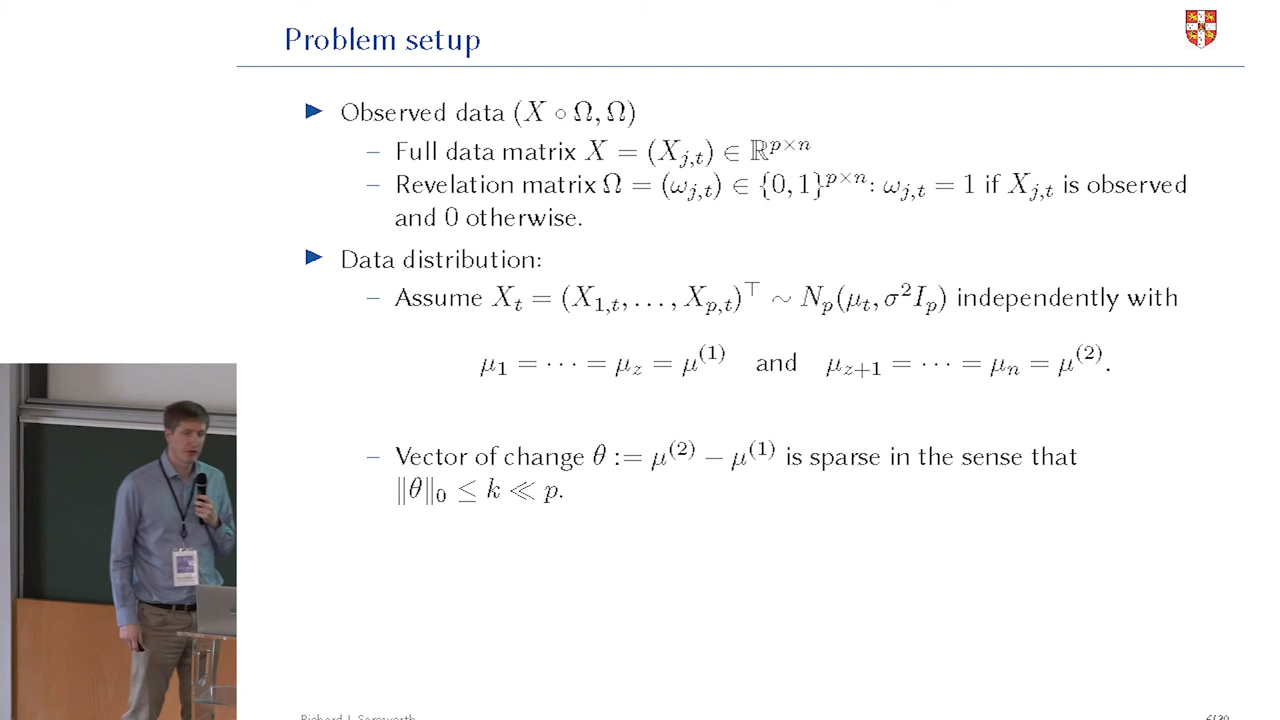 Problem setup
▶ Observed data (X ∘ Ω, Ω)
– Full data matrix X = (X_{j,t}) ∈ ℝ^{p×n}
– Revelation matrix Ω = (ω_{j,t}) ∈ {0, 1}^{p×n}: ω_{j,t} = 1 if X_{j,t} is observed
and 0 otherwise.
▶ Data distribution:
– Assume X_t = (X_{1,t}, . . . , X_{p,t})^⊤ ∼ N_p(μ_t, σ²I_p) independently with
μ_1 = ⋯ = μ_z = μ^{(1)} and μ_{z+1} = ⋯ = μ_n = μ^{(2)}.
– Vector of change θ := μ^{(2)} − μ^{(1)} is sparse in the sense that
‖θ‖_0 ≤ k ≪ p.
Richard J. Samworth 6/30